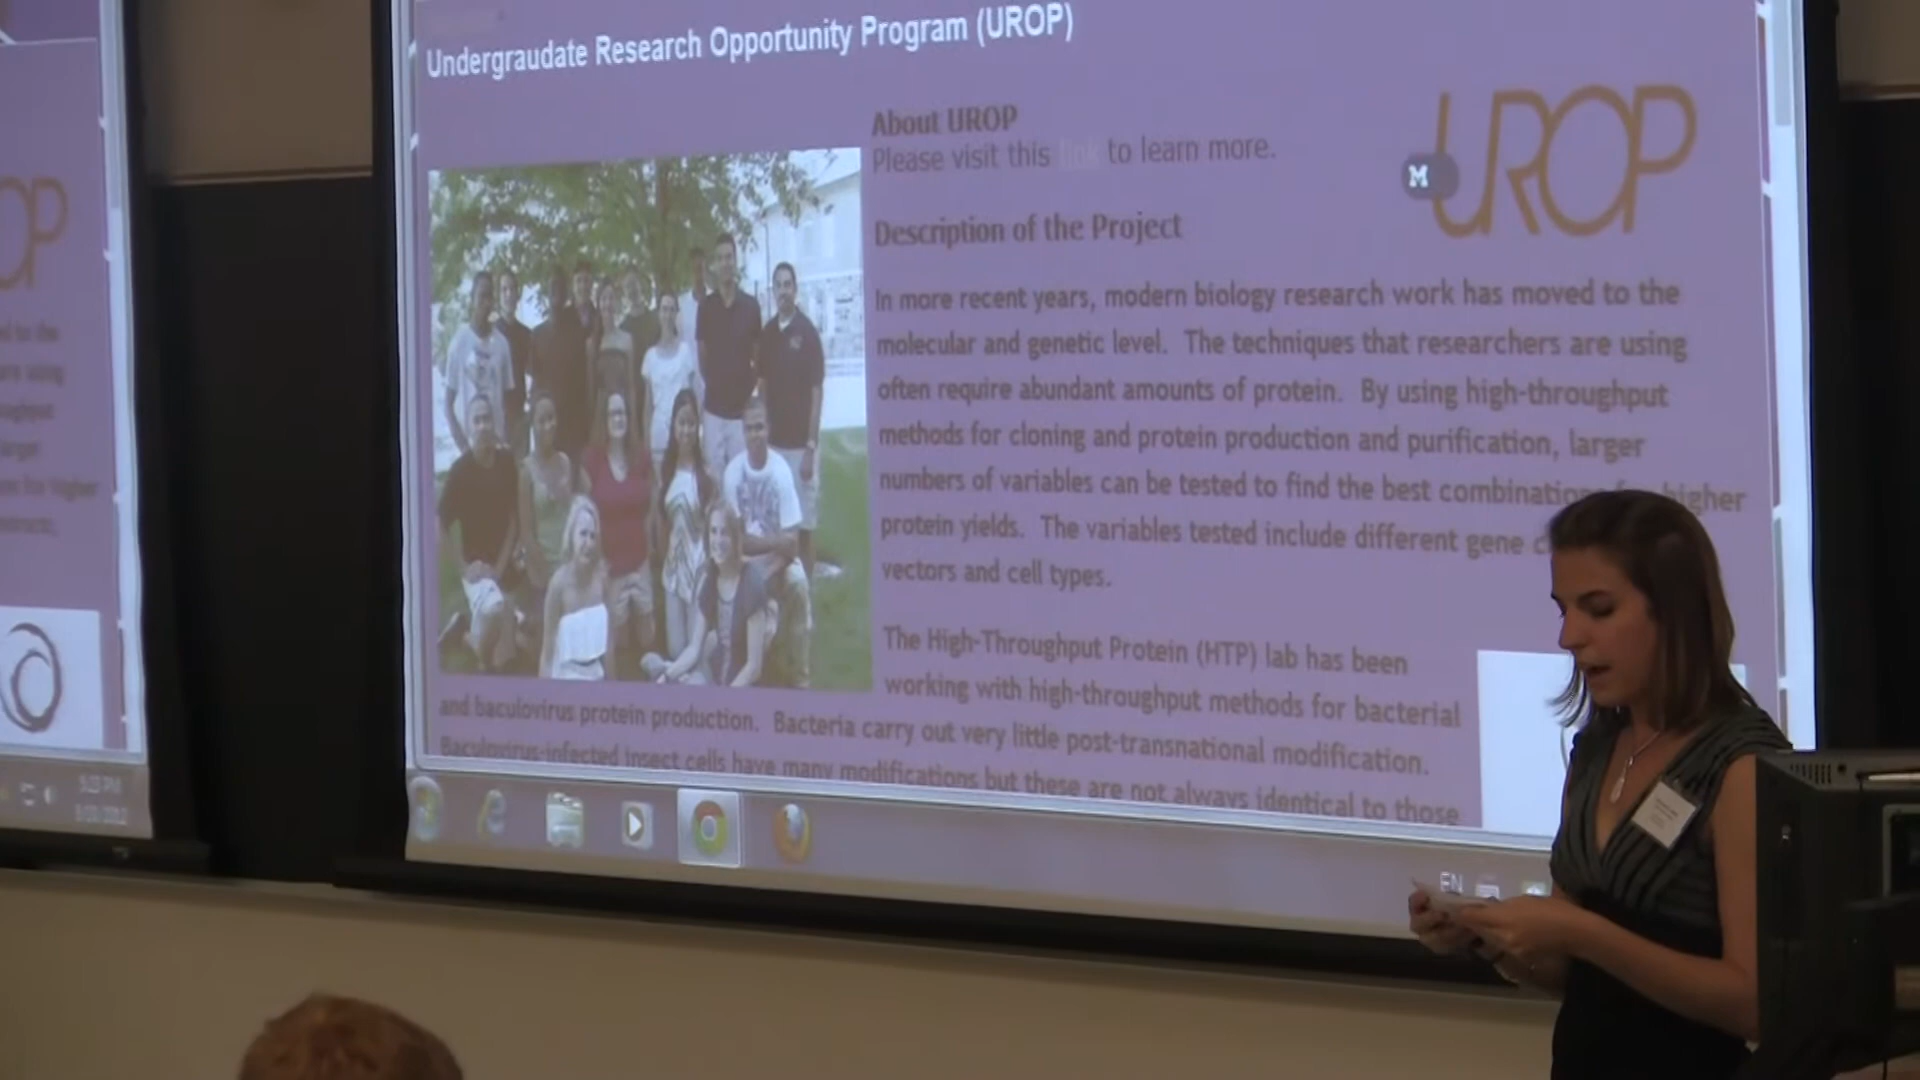 Undergraudate Research Opportunity Program (UROP)
About UROP
Please visit this link to learn more.
UROP
M
Description of the Project
In more recent years, modern biology research work has moved to the
molecular and genetic level. The techniques that researchers are using
often require abundant amounts of protein. By using high-throughput
methods for cloning and protein production and purification, larger
numbers of variables can be tested to find the best higher
protein yields. The variables tested include different gene
vectors and cell types.
The High-Throughput Protein (HTP) lab has been
working with high-throughput methods for bacterial
and baculovirus protein production. Bacteria carry out very little post-transnational modification.
Baculovirus-infected insect cells have many modifications but these are not always identical to those
EN
OP